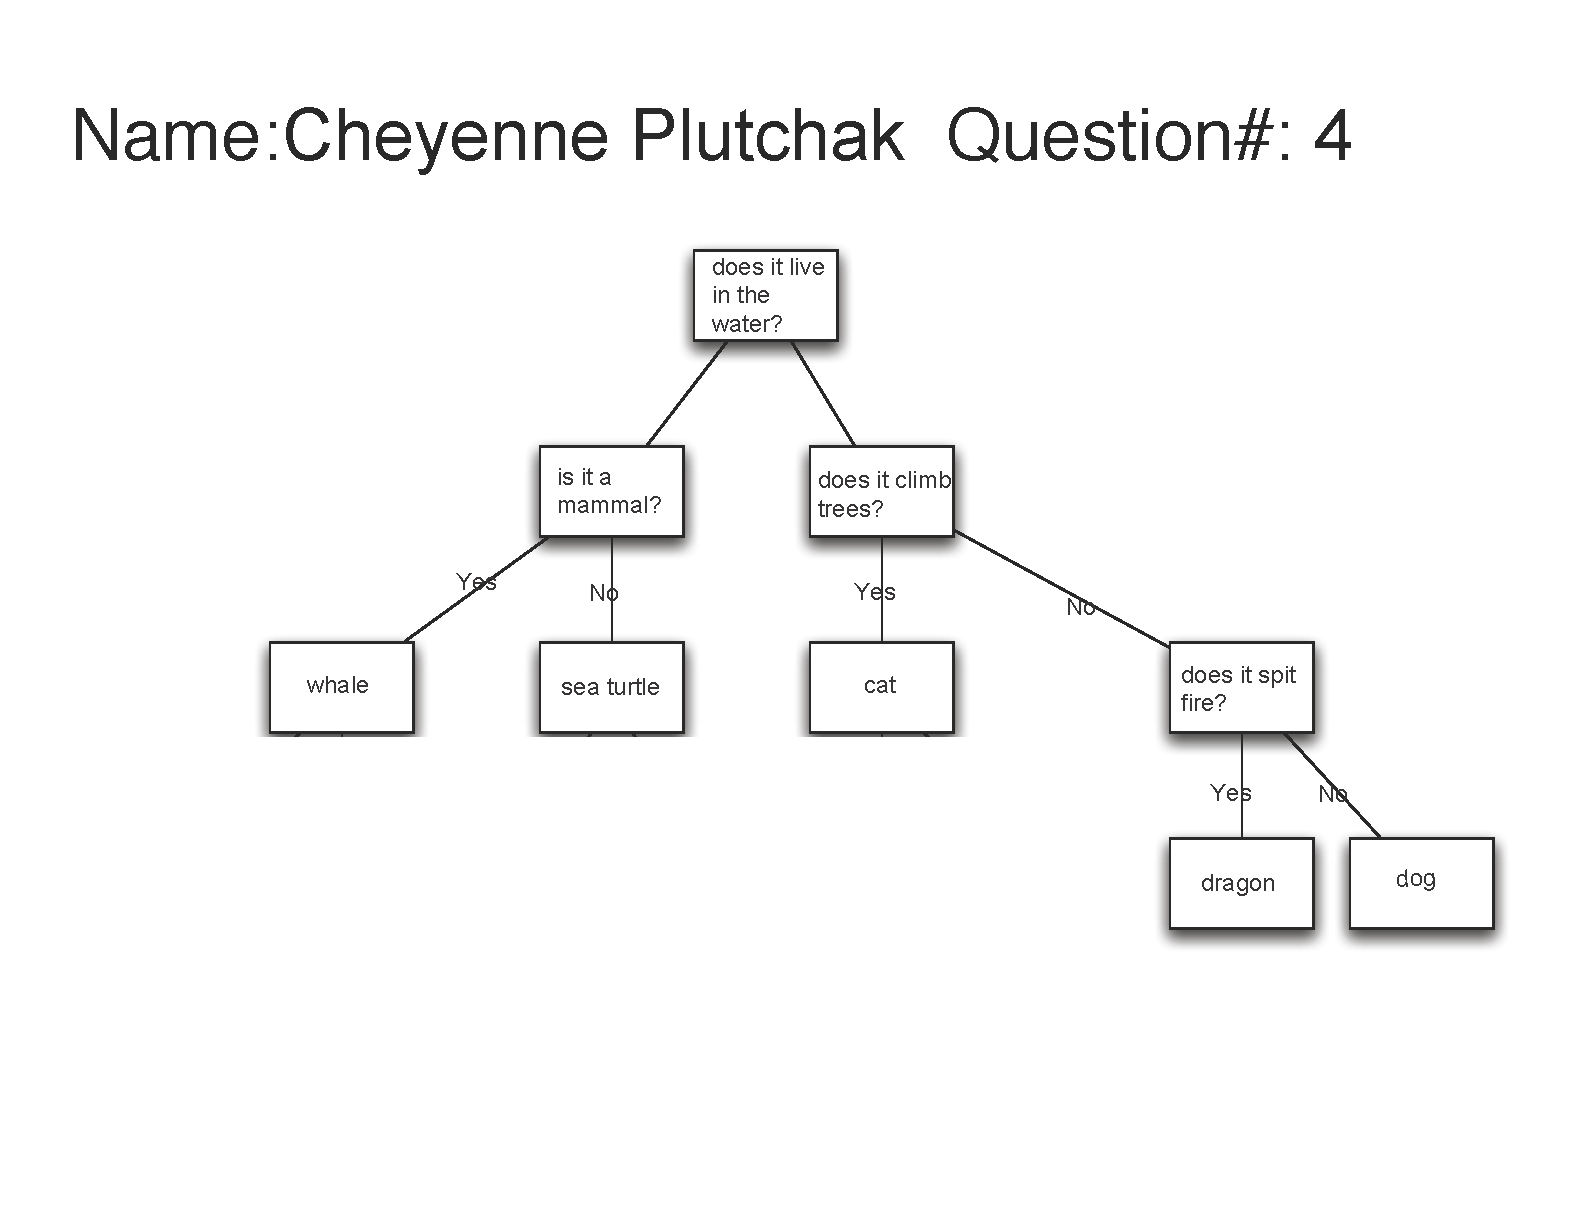 Name:Cheyenne Plutchak  Question#: 4
does it live
in the
water?
is it a
mammal?
does it climb
trees?
Yes
No
Yes
No
whale
sea turtle
cat
does it spit
fire?
Yes
No
dragon
dog